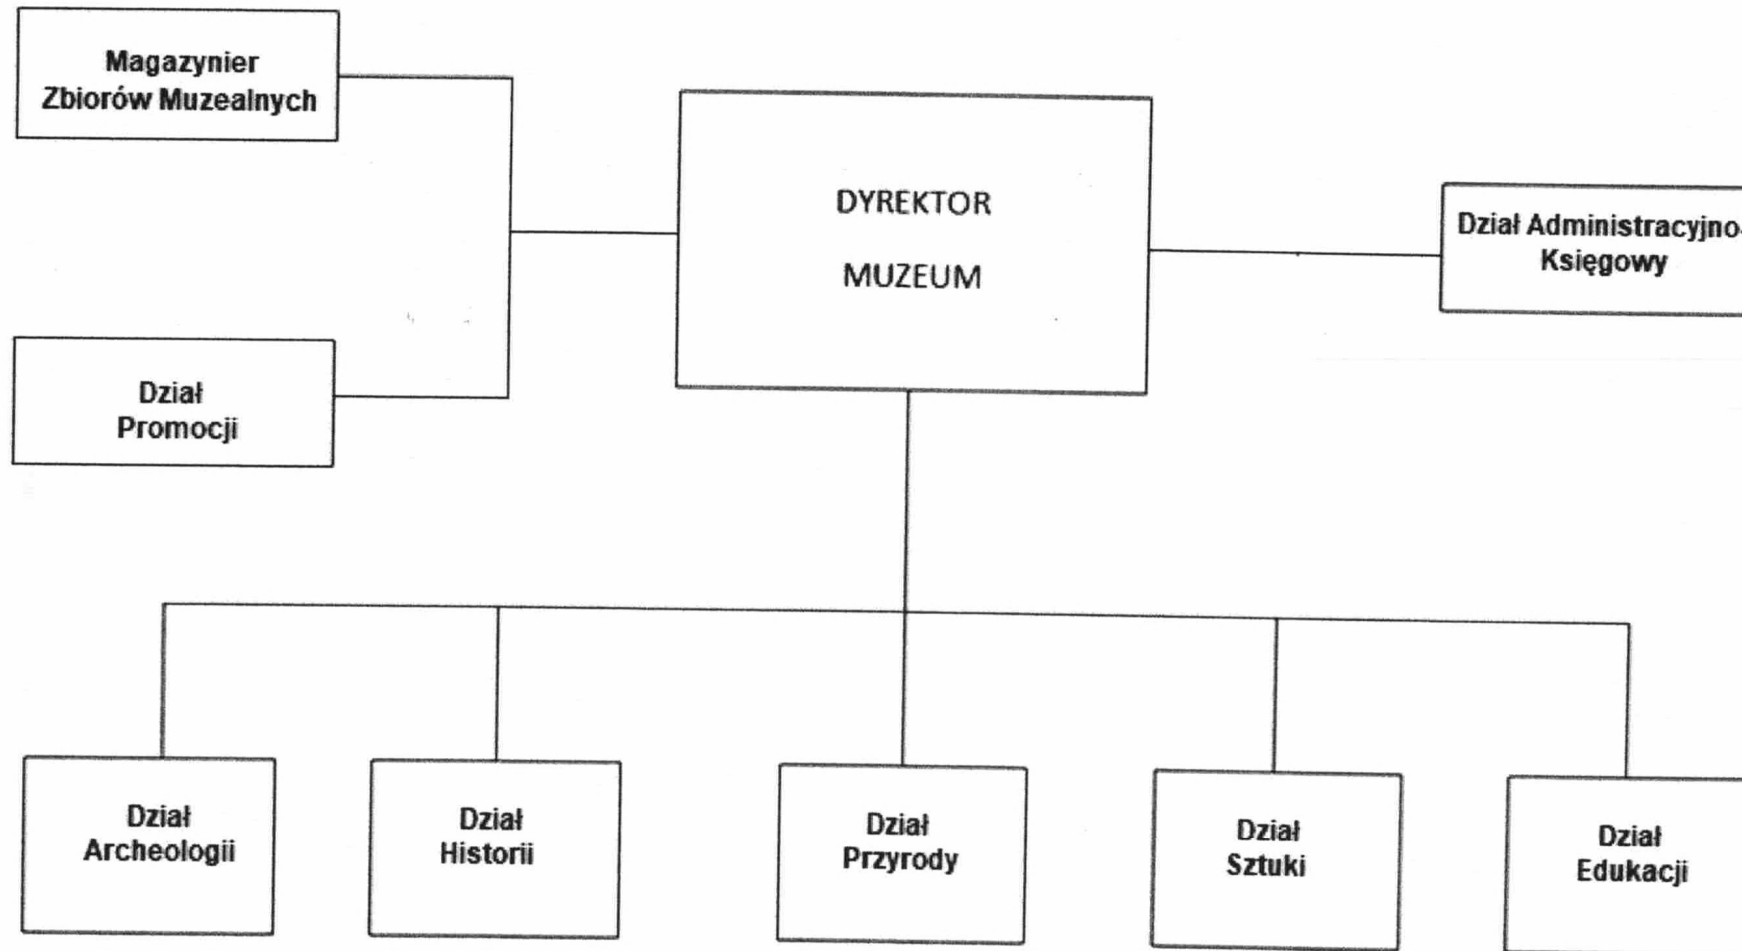 Magazynier
Zbiorów Muzealnych
DYREKTOR
MUZEUM
Dział Administracyjno-
Księgowy
Dział
Promocji
Dział
Archeologii
Dział
Historii
Dział
Przyrody
Dział
Sztuki
Dział
Edukacji